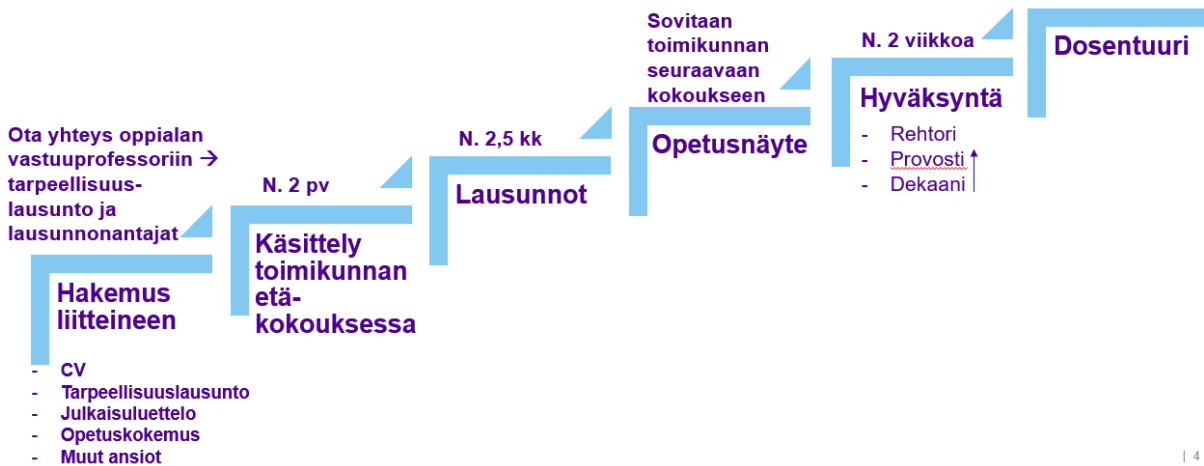 Ota yhteys oppialan
vastuuprofessoriin →
tarpeellisuus-
lausunto ja
lausunnonantajat
Hakemus
liitteineen
- CV
- Tarpeellisuuslausunto
- Julkaisuluettelo
- Opetuskokemus
- Muut ansiot
N. 2 pv
Käsittely
toimikunnan
etä-
kokouksessa
N. 2,5 kk
Lausunnot
Sovitaan
toimikunnan
seuraavaan
kokoukseen
Opetusnäyte
N. 2 viikkoa
Hyväksyntä
- Rehtori
- Provosti
- Dekaani
Dosentuuri
| 4